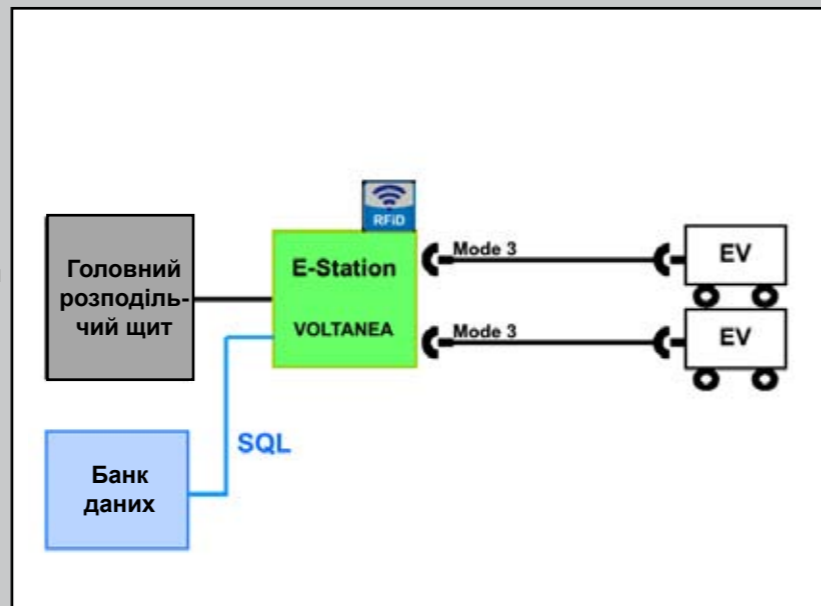 RFiD
Головний
розподіль-
чий щит
E-Station
VOLTANEA
Mode 3
EV
Mode 3
EV
SQL
Банк
даних